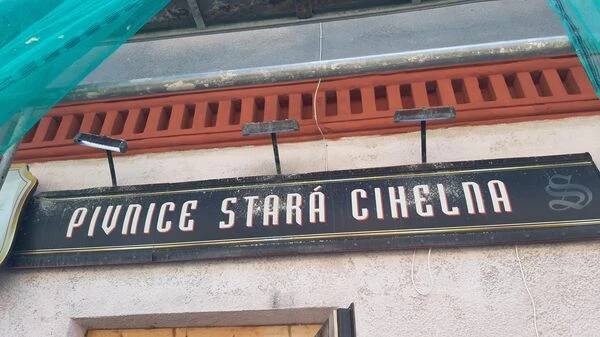 PIVNICE STARÁ CIHELNA S